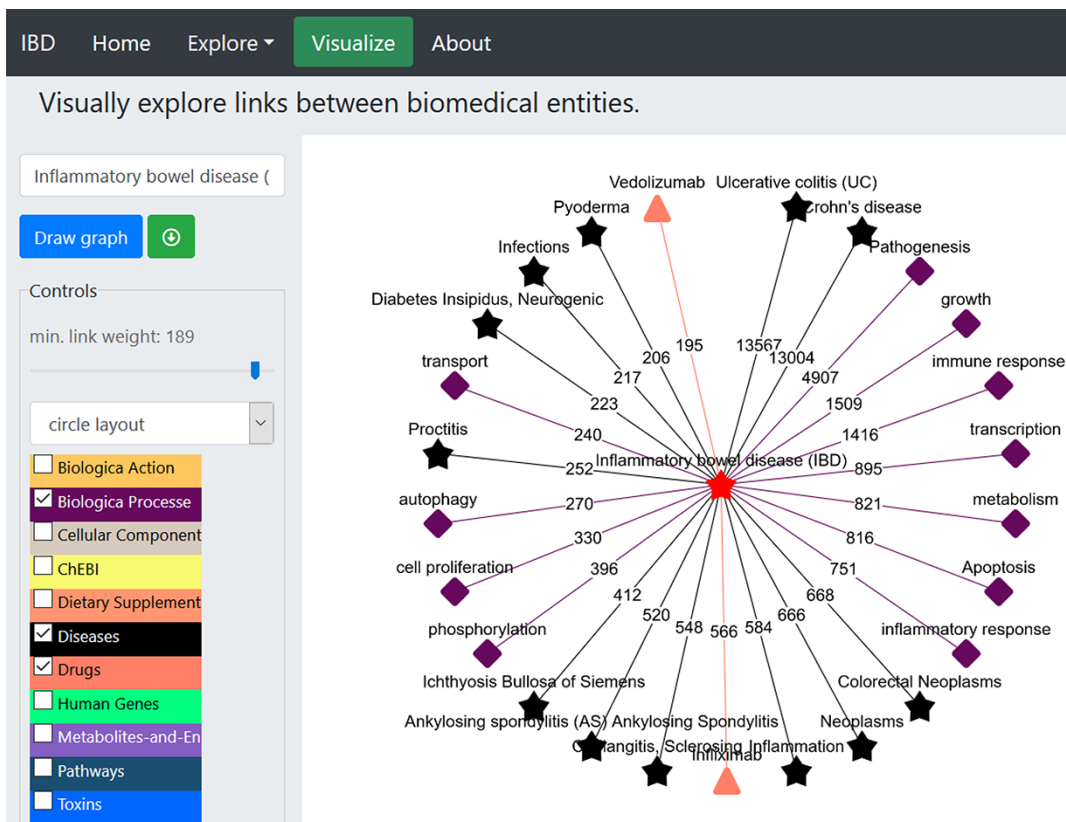 IBD Home Explore Visualize About
Visually explore links between biomedical entities.
Inflammatory bowel disease (
Draw graph
Controls
min. link weight: 189
circle layout
Biologica Action
Biologica Processe
Cellular Component
ChEBI
Dietary Supplement
Diseases
Drugs
Human Genes
Metabolites-and-En
Pathways
Toxins
Vedolizumab
Ulcerative colitis (UC)
Pyoderma
Crohn's disease
Infections
Pathogenesis
Diabetes Insipidus, Neurogenic
growth
transport
immune response
Proctitis
transcription
autophagy
metabolism
cell proliferation
Apoptosis
phosphorylation
inflammatory response
Ichthyosis Bullosa of Siemens
Colorectal Neoplasms
Ankylosing spondylitis (AS)
Ankylosing Spondylitis
Neoplasms
Cholangitis, Sclerosing
Inflammation
Infliximab
Inflammatory bowel disease (IBD)
195
13567
13004
206
217
4907
223
1509
240
1416
252
895
270
821
330
816
396
751
412
668
520
548
566
584
666